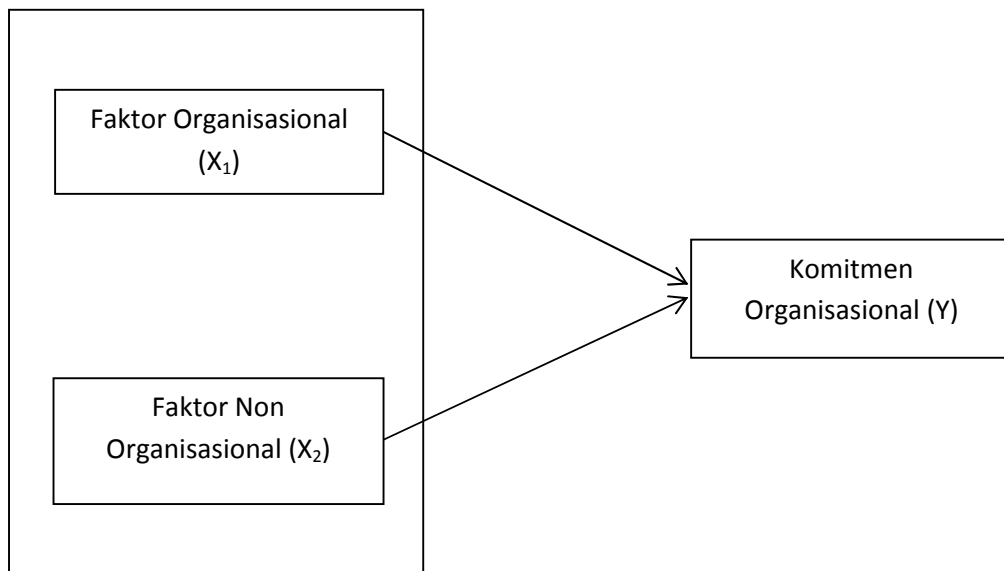 Faktor Organisasional
(X₁)
Komitmen
Organisasional (Y)
Faktor Non
Organisasional (X₂)